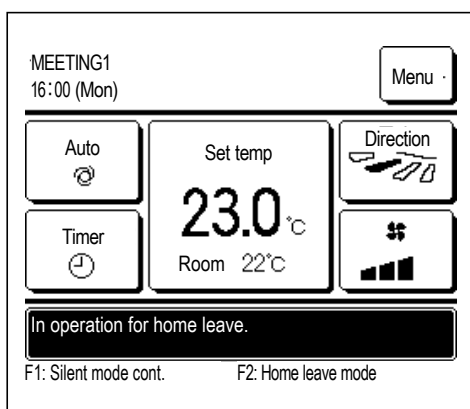 MEETING1
16:00 (Mon)
Menu
Auto
Set temp
Direction
23.0 °C
Timer
Room 22°C
In operation for home leave.
F1: Silent mode cont. F2: Home leave mode